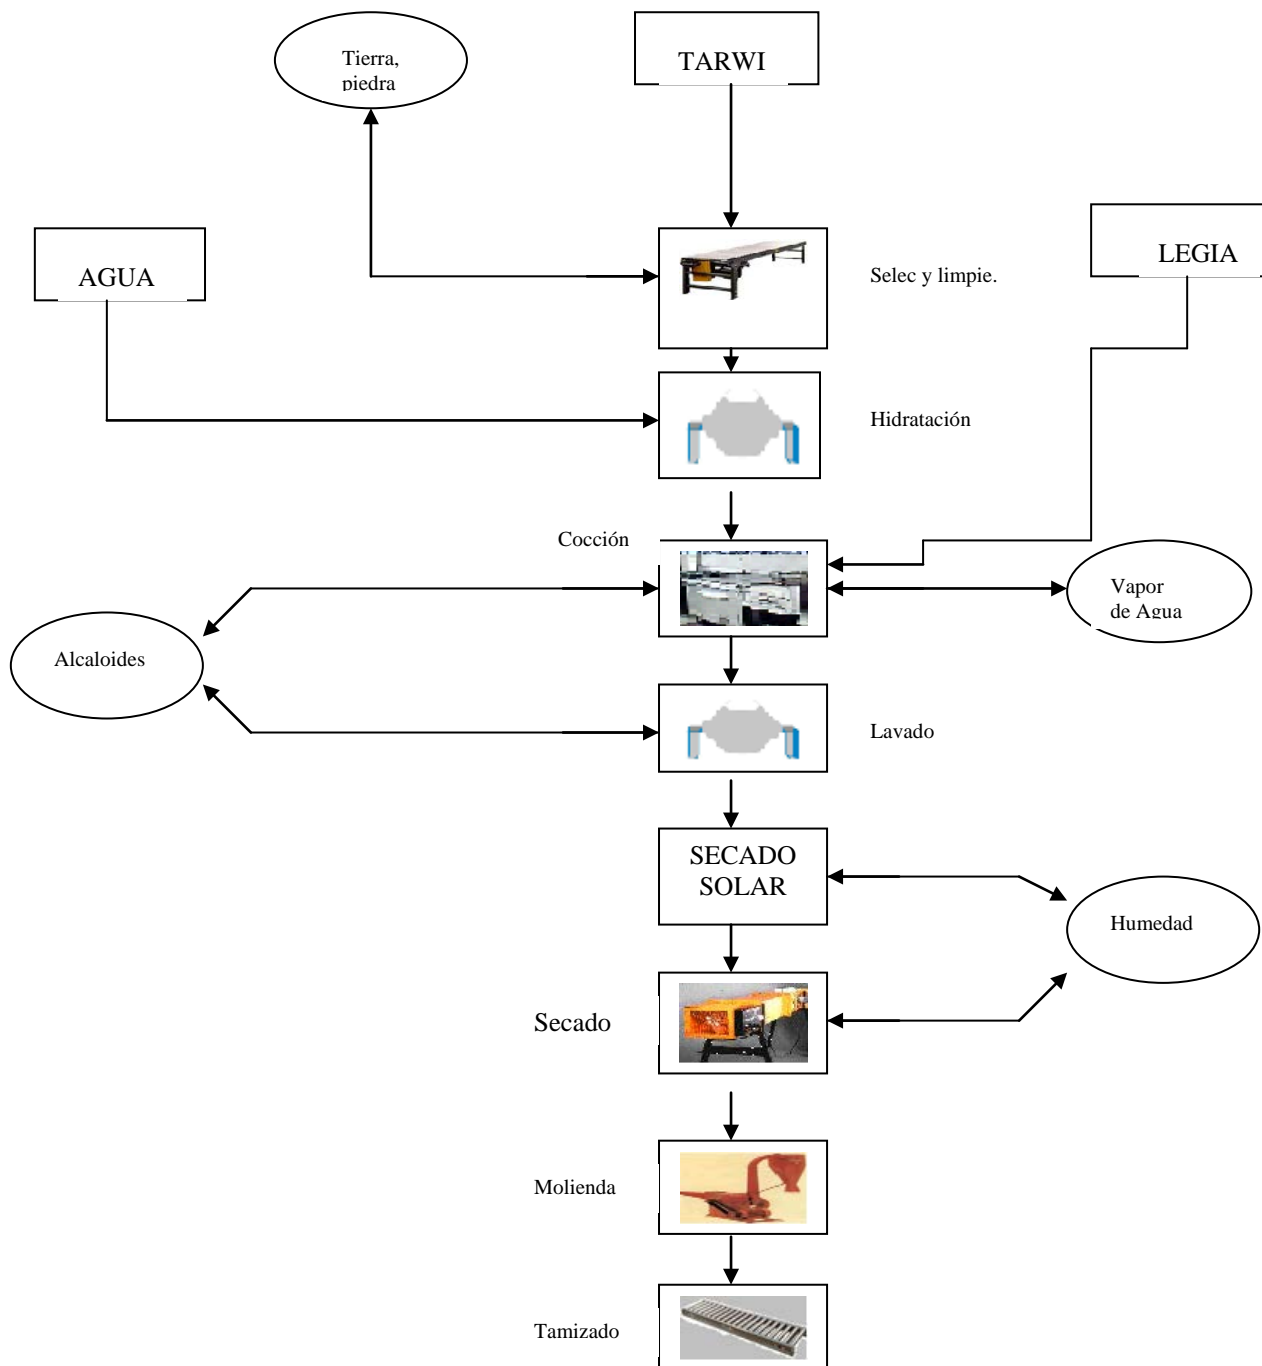 Tierra,
piedra
TARWI
AGUA
LEGIA
Selec y limpie.
Hidratación
Cocción
Vapor
de Agua
Alcaloides
Lavado
SECADO
SOLAR
Humedad
Secado
Molienda
Tamizado